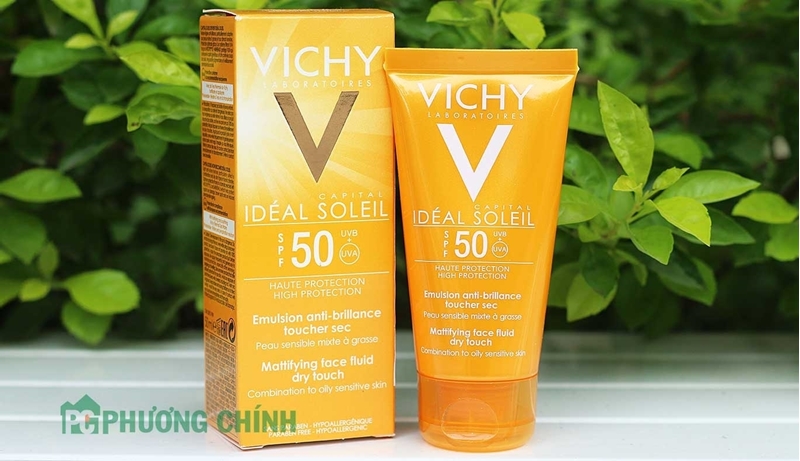 VICHY
LABORATOIRES
V
CAPITAL
IDÉAL SOLEIL
SPF 50 UVB + UVA
HAUTE PROTECTION
HIGH PROTECTION
Emulsion anti-brillance
toucher sec
Peau sensible mixte à grasse
Mattifying face fluid
dry touch
Combination to oily sensitive skin
PARABEN - HYPOALLERGÉNIQUE
PARABEN FREE - HYPOALLERGENIC
VICHY
LABORATOIRES
V
CAPITAL
IDÉAL SOLEIL
SPF 50 UVB + UVA
HAUTE PROTECTION
HIGH PROTECTION
Emulsion anti-brillance
toucher sec
Peau sensible mixte à grasse
Mattifying face fluid
dry touch
Combination to oily sensitive skin
PC PHƯƠNG CHÍNH